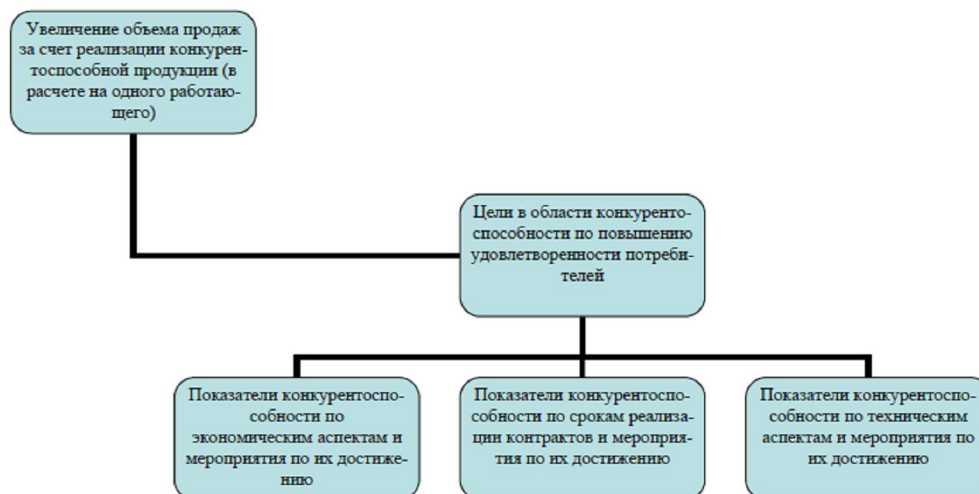 Увеличение объема продаж
за счет реализации конкурен-
тоспособной продукции (в
расчете на одного работаю-
щего)
Цели в области конкуренто-
способности по повышению
удовлетворенности потреби-
телей
Показатели конкурентоспо-
собности по
экономическим аспектам и
мероприятия по их достиже-
нию
Показатели конкурентоспо-
собности по срокам реализа-
ции контрактов и мероприя-
тия по их достижению
Показатели конкурентоспо-
собности по техническим
аспектам и мероприятия по
их достижению